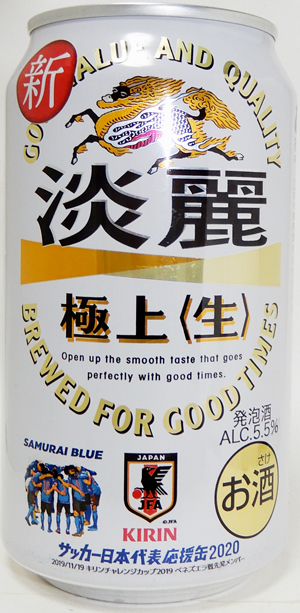 新
GOOD VALUE AND QUALITY
淡麗
極上〈生〉
Open up the smooth taste that goes
perfectly with good times.
BREWED FOR GOOD TIMES
発泡酒
ALC.5.5%
さけ
お酒
SAMURAI BLUE
JAPAN
JFA
©JFA
KIRIN
サッカー日本代表応援缶2020
2019/11/19 キリンチャレンジカップ2019 ベネズエラ戦先発メンバー